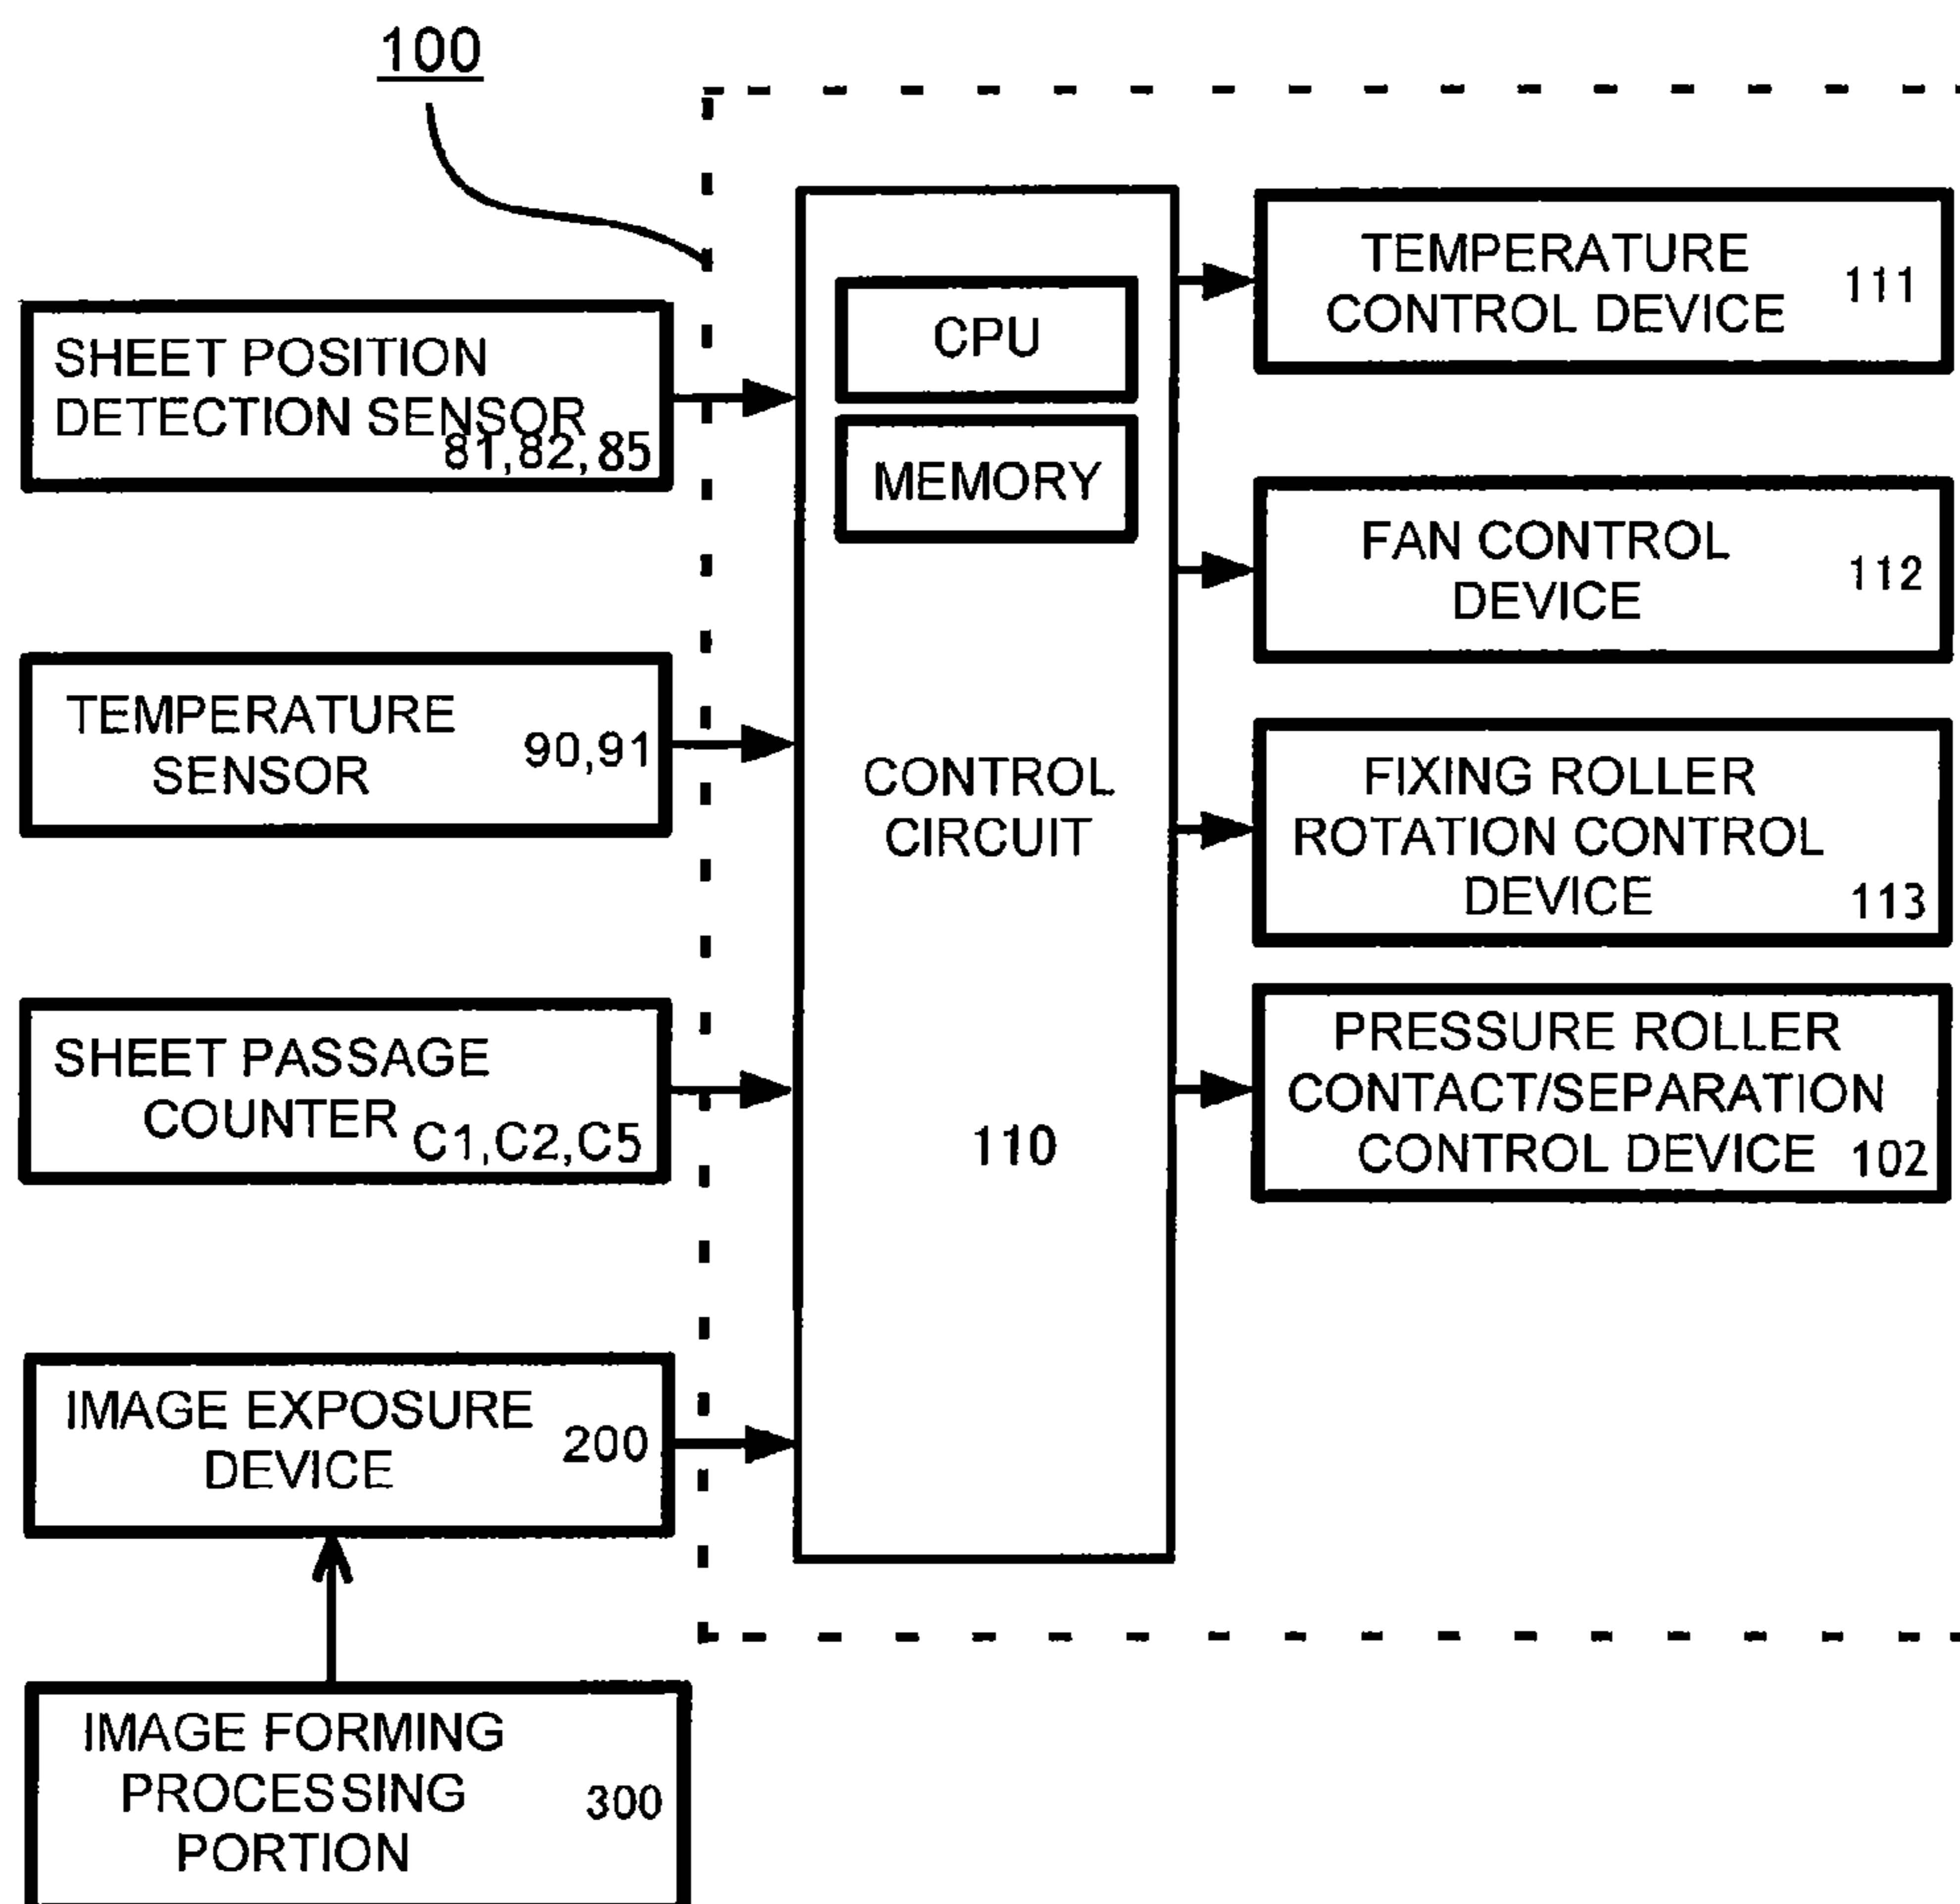 100
SHEET POSITION
DETECTION SENSOR
81,82,85
TEMPERATURE
SENSOR
90,91
SHEET PASSAGE
COUNTER
C1,C2,C5
IMAGE EXPOSURE
DEVICE
200
IMAGE FORMING
PROCESSING
PORTION
300
CPU
MEMORY
CONTROL
CIRCUIT
110
TEMPERATURE
CONTROL DEVICE
111
FAN CONTROL
DEVICE
112
FIXING ROLLER
ROTATION CONTROL
DEVICE
113
PRESSURE ROLLER
CONTACT/SEPARATION
CONTROL DEVICE
102